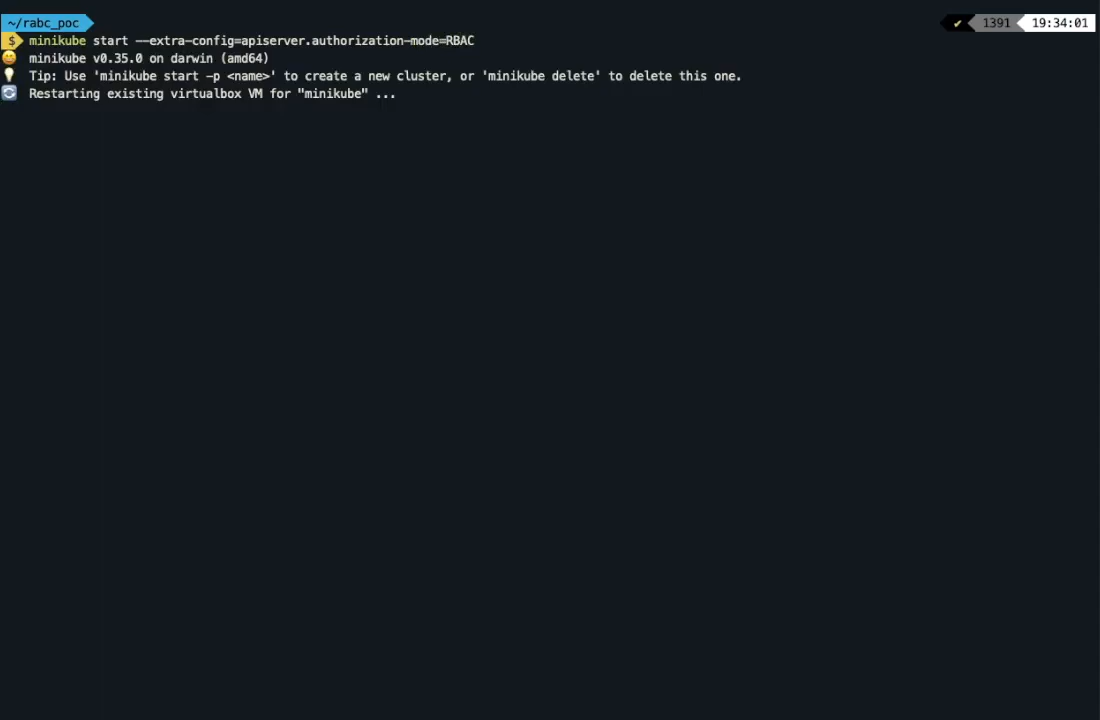 ~/rabc_poc ✔ 1391 19:34:01
$ minikube start --extra-config=apiserver.authorization-mode=RBAC
😄 minikube v0.35.0 on darwin (amd64)
💡 Tip: Use 'minikube start -p <name>' to create a new cluster, or 'minikube delete' to delete this one.
🔄 Restarting existing virtualbox VM for "minikube" ...